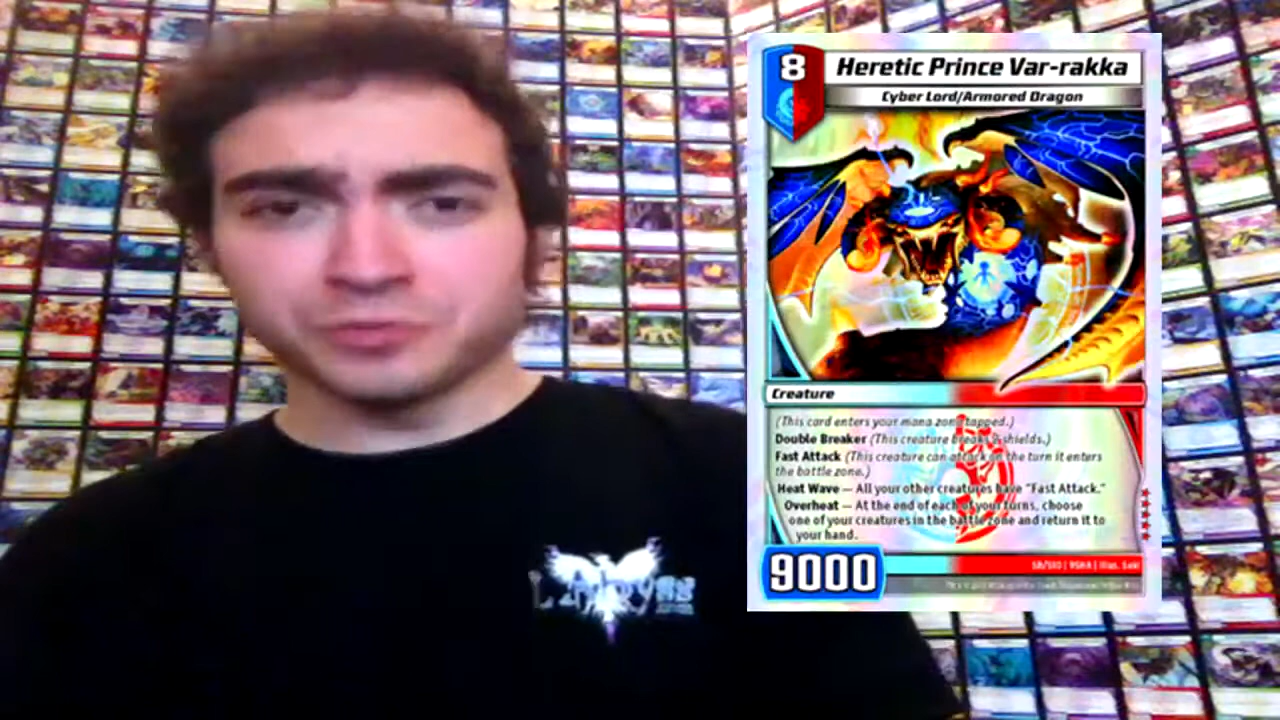 8
Heretic Prince Var-rakka
Cyber Lord/Armored Dragon
Creature
(This card enters your mana zone tapped.)
Double Breaker (This creature breaks 2 shields.)
Fast Attack (This creature can attack on the turn it enters
the battle zone.)
Heat Wave — All your other creatures have "Fast Attack."
Overheat — At the end of each of your turns, choose
one of your creatures in the battle zone and return it to
your hand.
9000